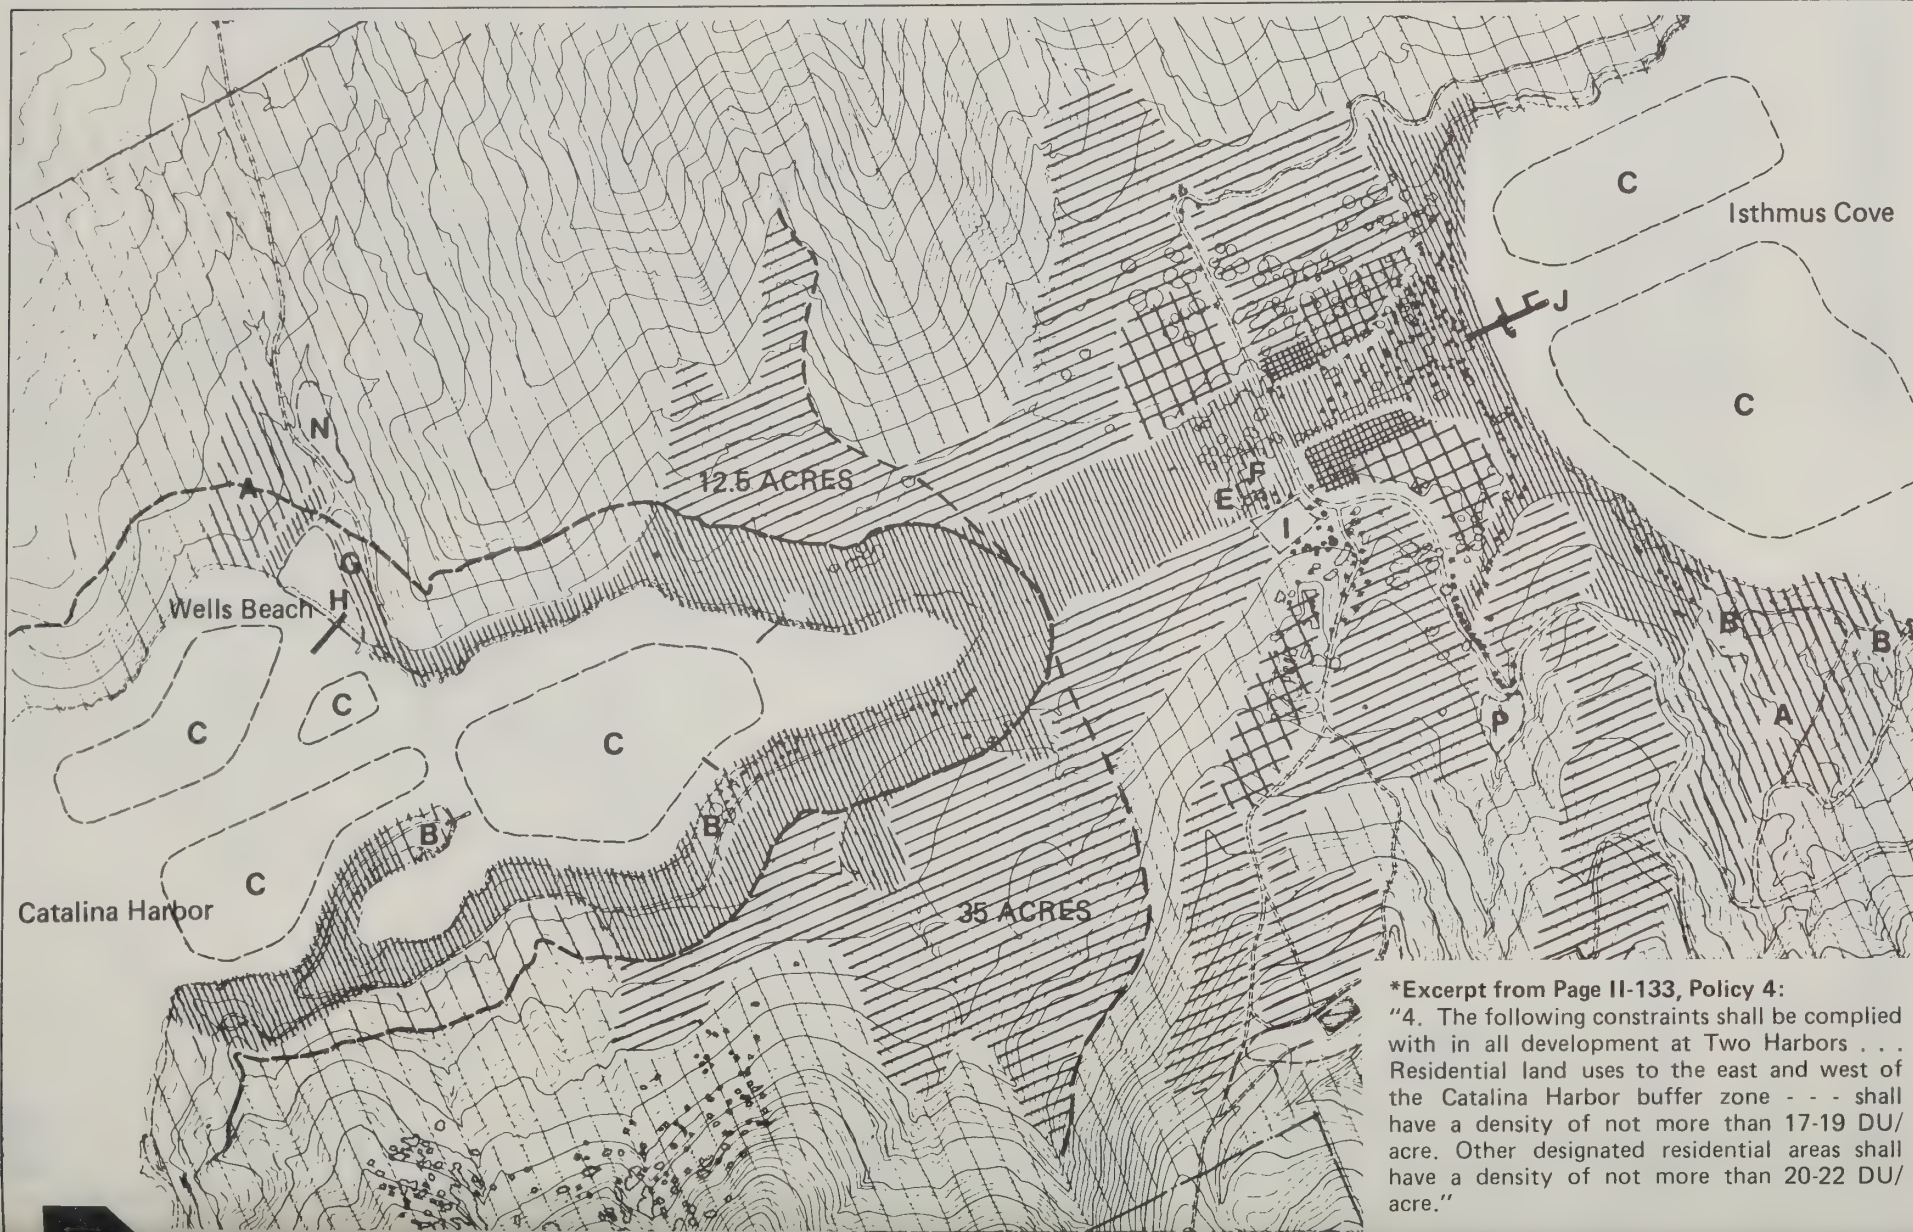 C
Isthmus Cove
J
C
N
12.5 ACRES
A
F
E
I
G
Wells Beach
H
B
B
C
C
C
A
P
B
B
C
Catalina Harbor
35 ACRES
*Excerpt from Page II-133, Policy 4:
"4. The following constraints shall be complied
with in all development at Two Harbors . . .
Residential land uses to the east and west of
the Catalina Harbor buffer zone - - - shall
have a density of not more than 17-19 DU/
acre. Other designated residential areas shall
have a density of not more than 20-22 DU/
acre."